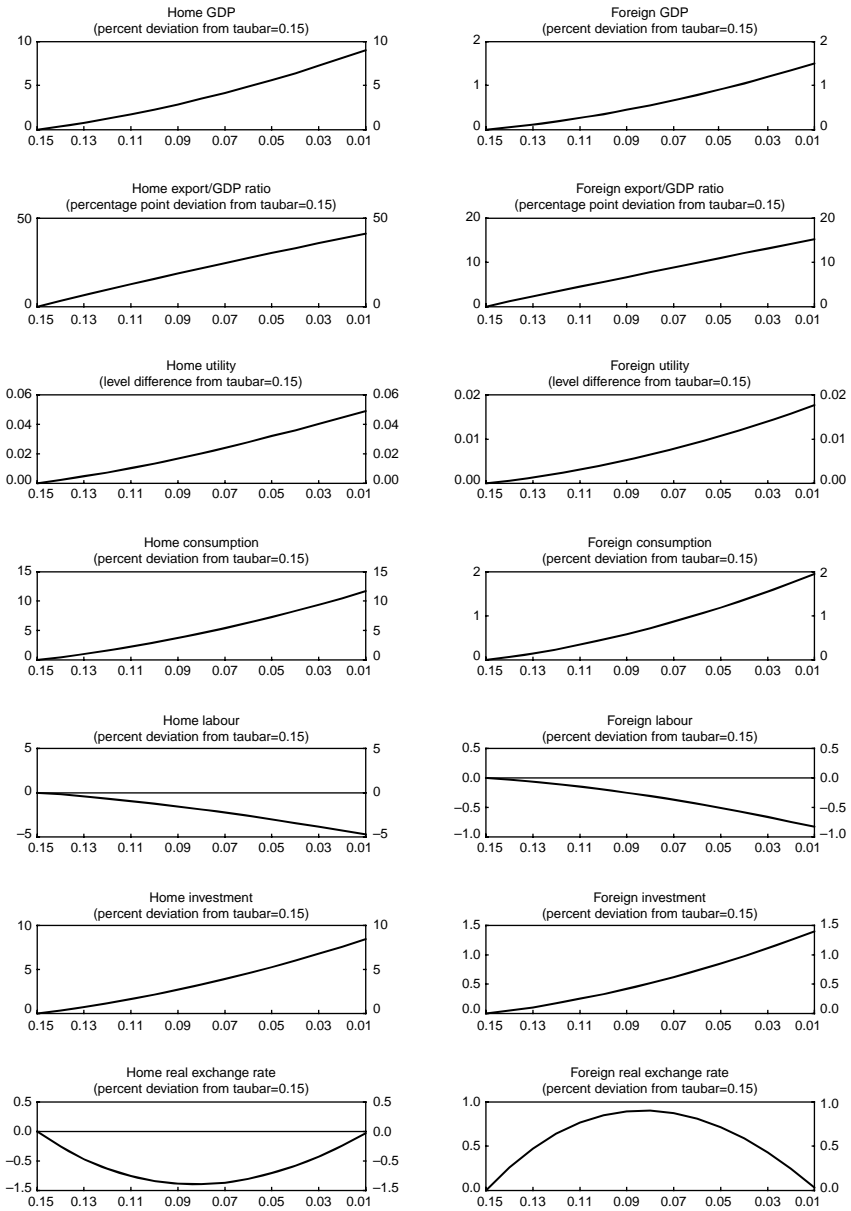 Home GDP
(percent deviation from taubar=0.15)
10 10
5 5
0 0
0.15 0.13 0.11 0.09 0.07 0.05 0.03 0.01
Foreign GDP
(percent deviation from taubar=0.15)
2 2
1 1
0 0
0.15 0.13 0.11 0.09 0.07 0.05 0.03 0.01
Home export/GDP ratio
(percentage point deviation from taubar=0.15)
50 50
0 0
0.15 0.13 0.11 0.09 0.07 0.05 0.03 0.01
Foreign export/GDP ratio
(percentage point deviation from taubar=0.15)
20 20
10 10
0 0
0.15 0.13 0.11 0.09 0.07 0.05 0.03 0.01
Home utility
(level difference from taubar=0.15)
0.06 0.06
0.04 0.04
0.02 0.02
0.00 0.00
0.15 0.13 0.11 0.09 0.07 0.05 0.03 0.01
Foreign utility
(level difference from taubar=0.15)
0.02 0.02
0.01 0.01
0.00 0.00
0.15 0.13 0.11 0.09 0.07 0.05 0.03 0.01
Home consumption
(percent deviation from taubar=0.15)
15 15
10 10
5 5
0 0
0.15 0.13 0.11 0.09 0.07 0.05 0.03 0.01
Foreign consumption
(percent deviation from taubar=0.15)
2 2
1 1
0 0
0.15 0.13 0.11 0.09 0.07 0.05 0.03 0.01
Home labour
(percent deviation from taubar=0.15)
5 5
0 0
–5 –5
0.15 0.13 0.11 0.09 0.07 0.05 0.03 0.01
Foreign labour
(percent deviation from taubar=0.15)
0.5 0.5
0.0 0.0
–0.5 –0.5
–1.0 –1.0
0.15 0.13 0.11 0.09 0.07 0.05 0.03 0.01
Home investment
(percent deviation from taubar=0.15)
10 10
5 5
0 0
0.15 0.13 0.11 0.09 0.07 0.05 0.03 0.01
Foreign investment
(percent deviation from taubar=0.15)
1.5 1.5
1.0 1.0
0.5 0.5
0.0 0.0
0.15 0.13 0.11 0.09 0.07 0.05 0.03 0.01
Home real exchange rate
(percent deviation from taubar=0.15)
0.5 0.5
0.0 0.0
–0.5 –0.5
–1.5 –1.5
0.15 0.13 0.11 0.09 0.07 0.05 0.03 0.01
Foreign real exchange rate
(percent deviation from taubar=0.15)
1.0 1.0
0.5 0.5
0.0 0.0
0.15 0.13 0.11 0.09 0.07 0.05 0.03 0.01